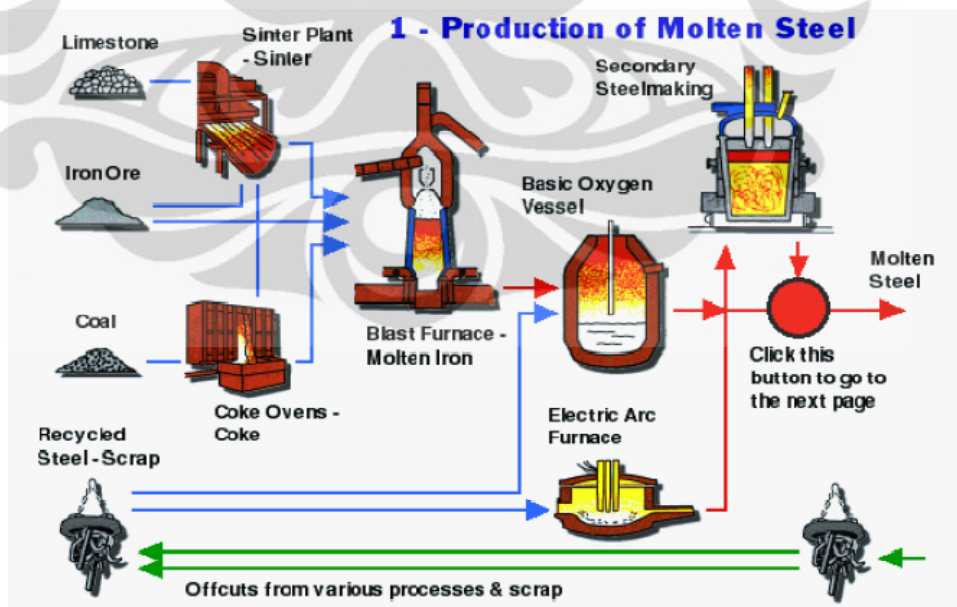 1 - Production of Molten Steel
Limestone
Sinter Plant
- Sinter
Secondary
Steelmaking
Iron Ore
Basic Oxygen
Vessel
Molten
Steel
Coal
Blast Furnace -
Molten Iron
Click this
button to go to
the next page
Coke Ovens -
Coke
Electric Arc
Furnace
Recycled
Steel - Scrap
Offcuts from various processes & scrap